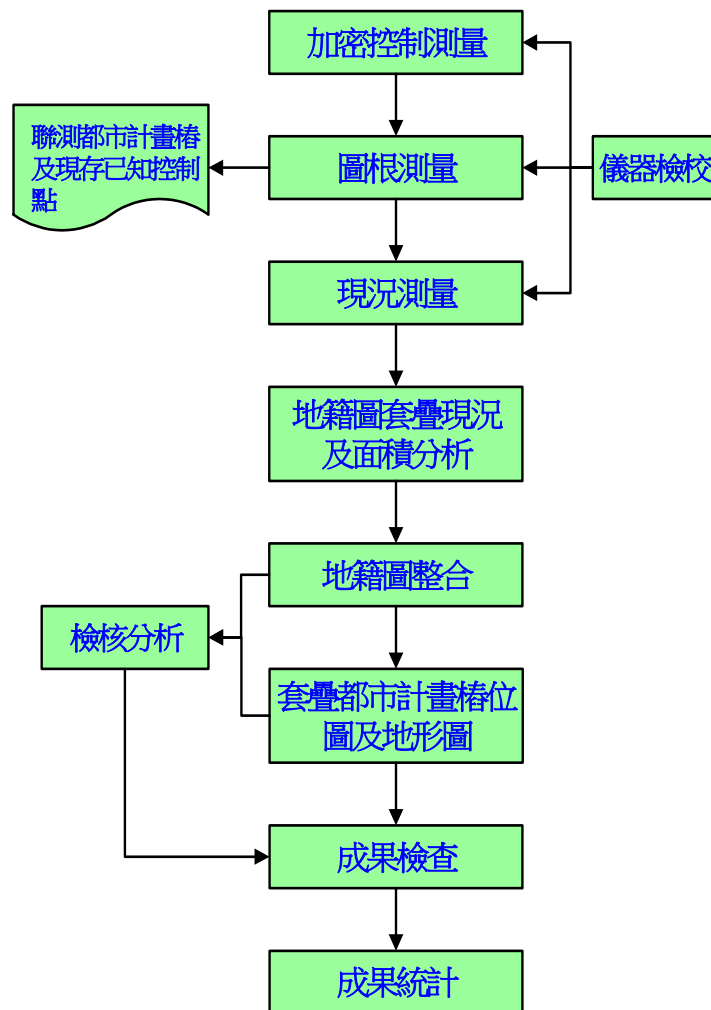 加密控制測量
聯測都市計畫樁
及現存已知控制
點
圖根測量
儀器檢校
現況測量
地籍圖套疊現況
及面積分析
地籍圖整合
檢核分析
套疊都市計畫樁位
圖及地形圖
成果檢查
成果統計